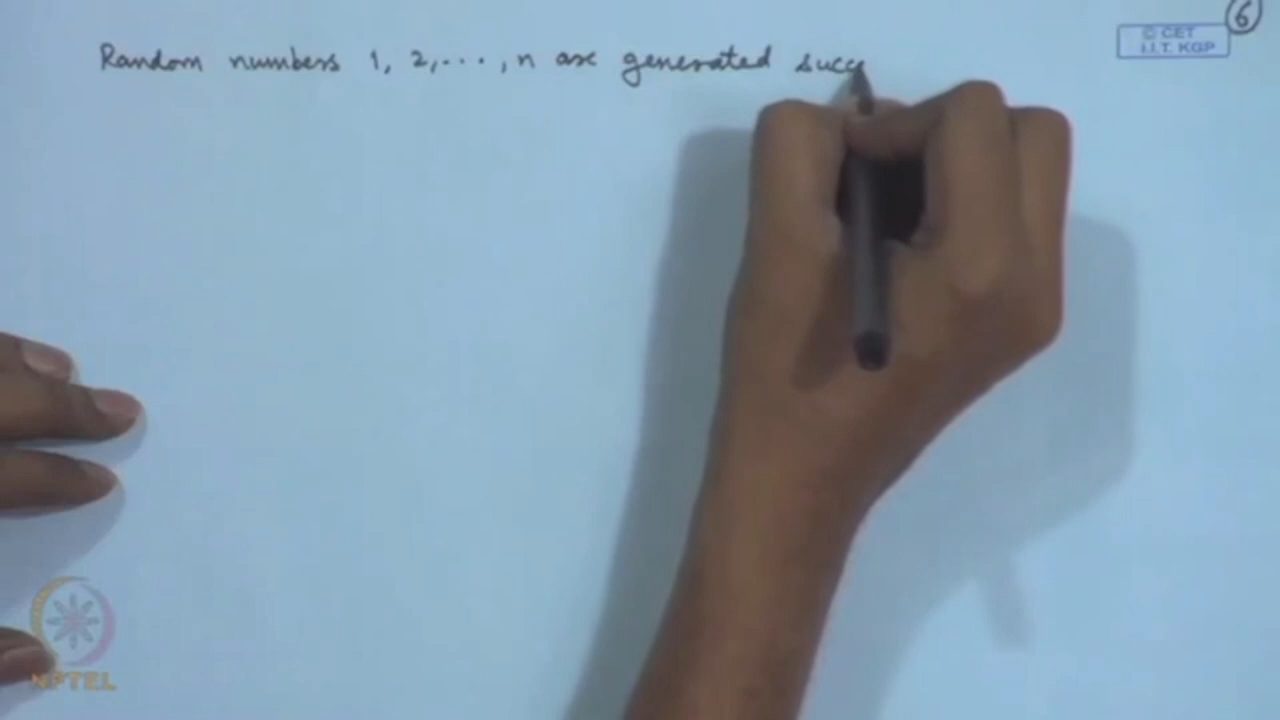 6
© CET
I.I.T. KGP
Random numbers 1, 2,..., n are generated succ
NPTEL